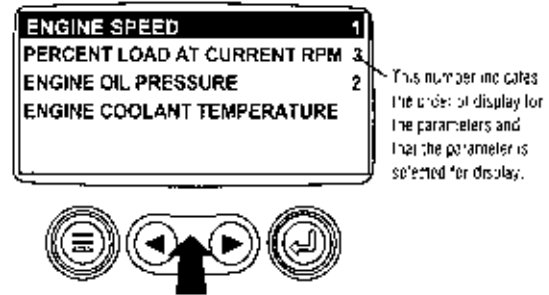 ENGINE SPEED 1
PERCENT LOAD AT CURRENT RPM 3
ENGINE OIL PRESSURE 2
ENGINE COOLANT TEMPERATURE
This number indicates
the order of display for
the parameters and
that the parameter is
selected for display.